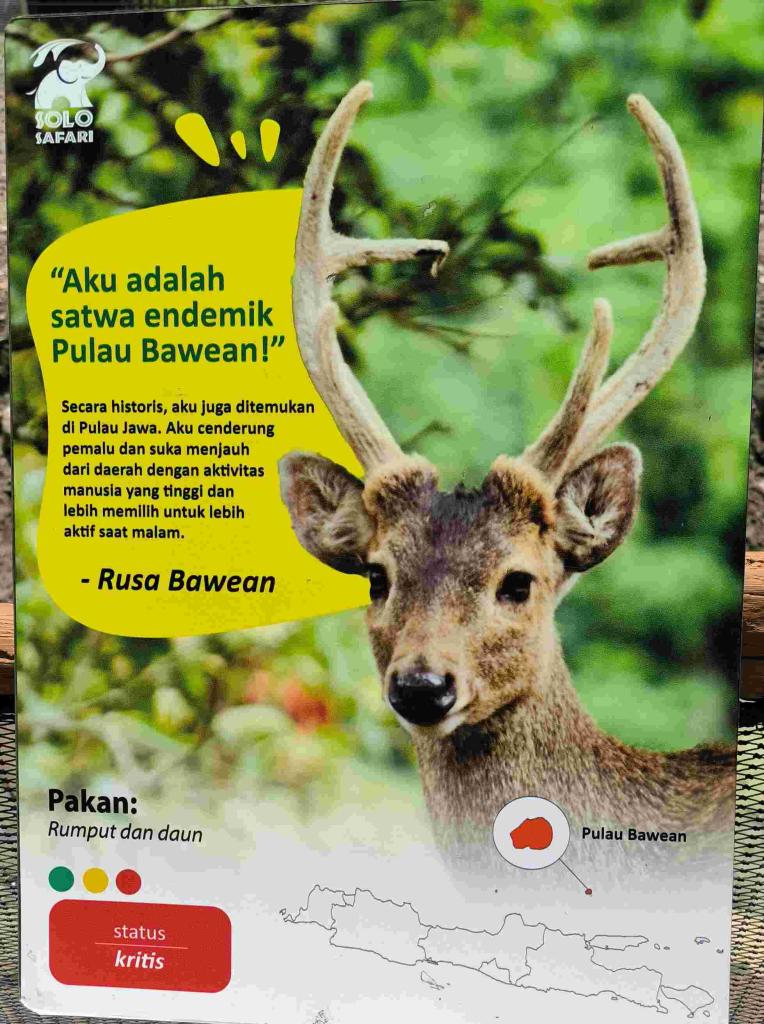 SOLO
SAFARI
“Aku adalah
satwa endemik
Pulau Bawean!”
Secara historis, aku juga ditemukan
di Pulau Jawa. Aku cenderung
pemalu dan suka menjauh
dari daerah dengan aktivitas
manusia yang tinggi dan
lebih memilih untuk lebih
aktif saat malam.
- Rusa Bawean
Pakan:
Rumput dan daun
Pulau Bawean
status
kritis